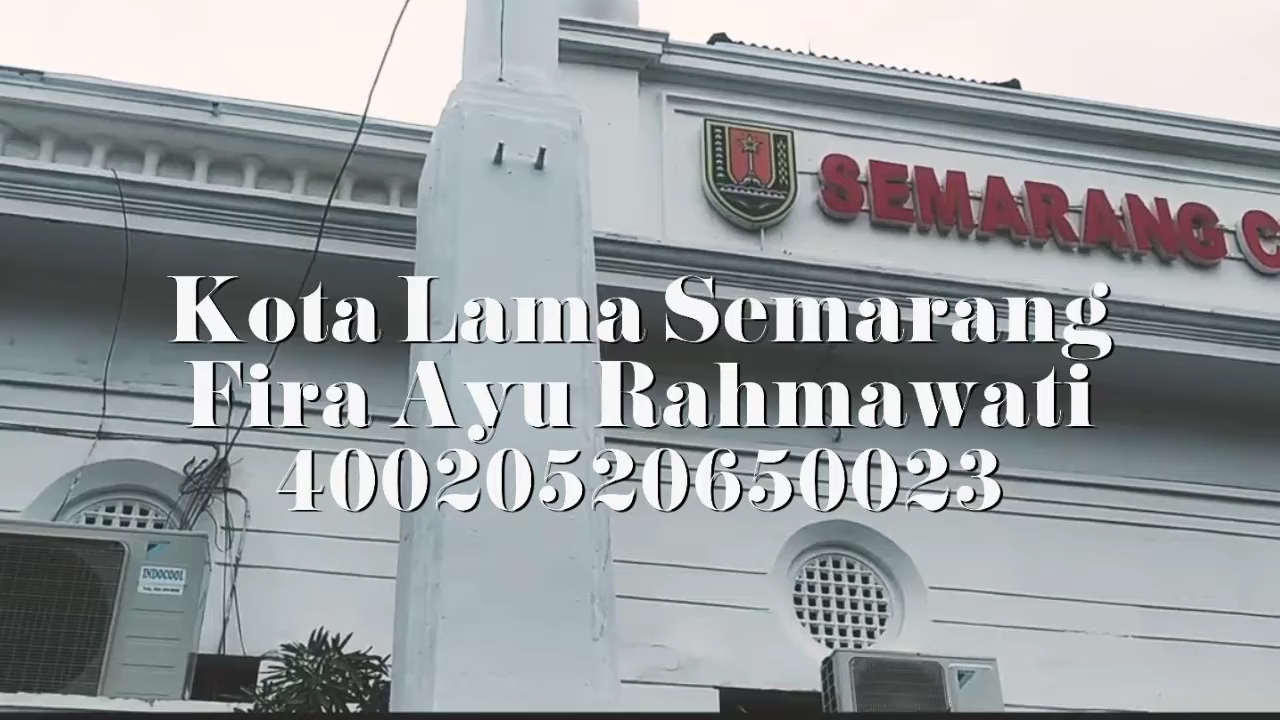 SEMARANG C
Kota Lama Semarang
Fira Ayu Rahmawati
40020520650023
INDOCOOL